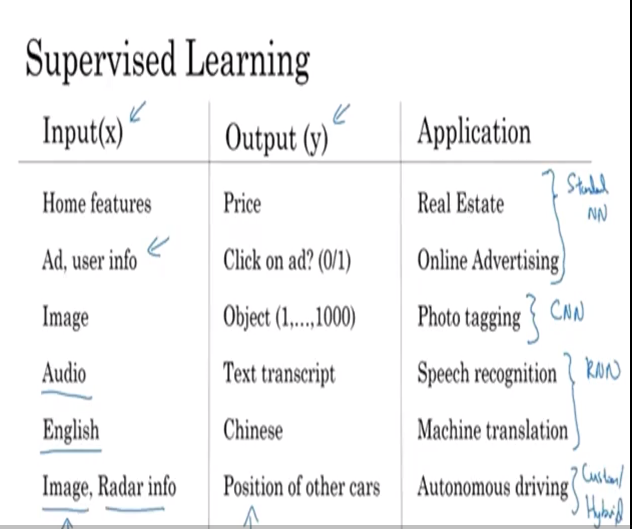 Supervised Learning
Input(x) Output (y) Application
Home features Price Real Estate
Standard
NN
Ad, user info Click on ad? (0/1) Online Advertising
Image Object (1,...,1000) Photo tagging CNN
Audio Text transcript Speech recognition RNN
English Chinese Machine translation
Image, Radar info Position of other cars Autonomous driving Custom/
Hybrid